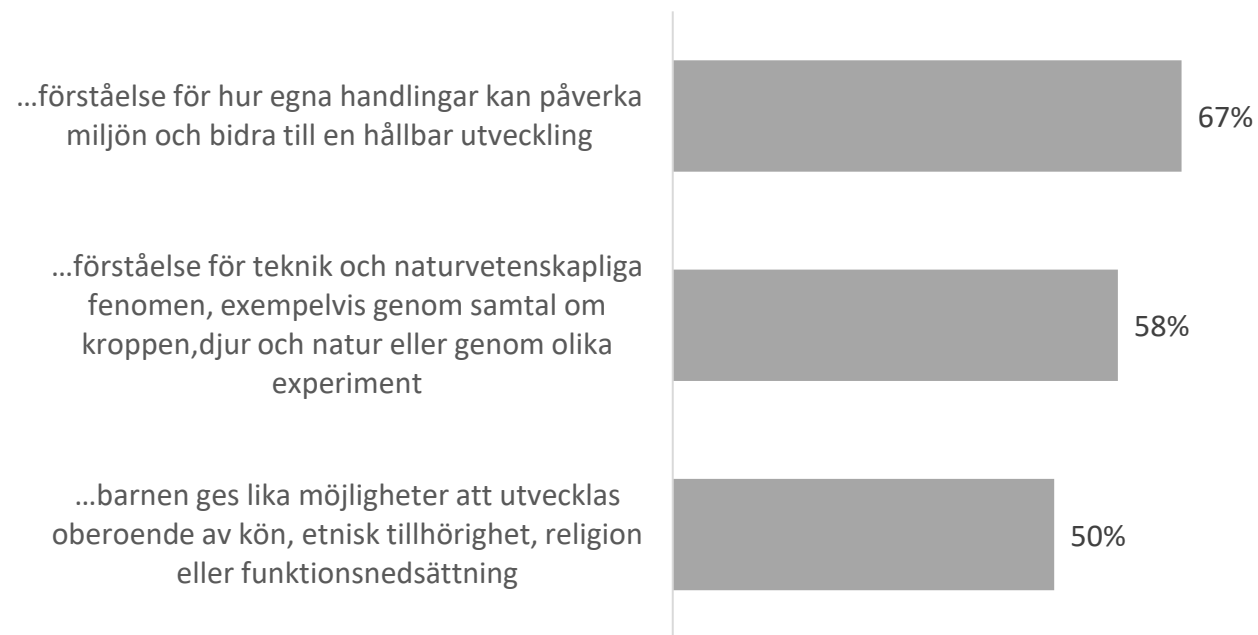 ...förståelse för hur egna handlingar kan påverka
miljön och bidra till en hållbar utveckling
67%
...förståelse för teknik och naturvetenskapliga
fenomen, exempelvis genom samtal om
kroppen,djur och natur eller genom olika
experiment
58%
...barnen ges lika möjligheter att utvecklas
oberoende av kön, etnisk tillhörighet, religion
eller funktionsnedsättning
50%